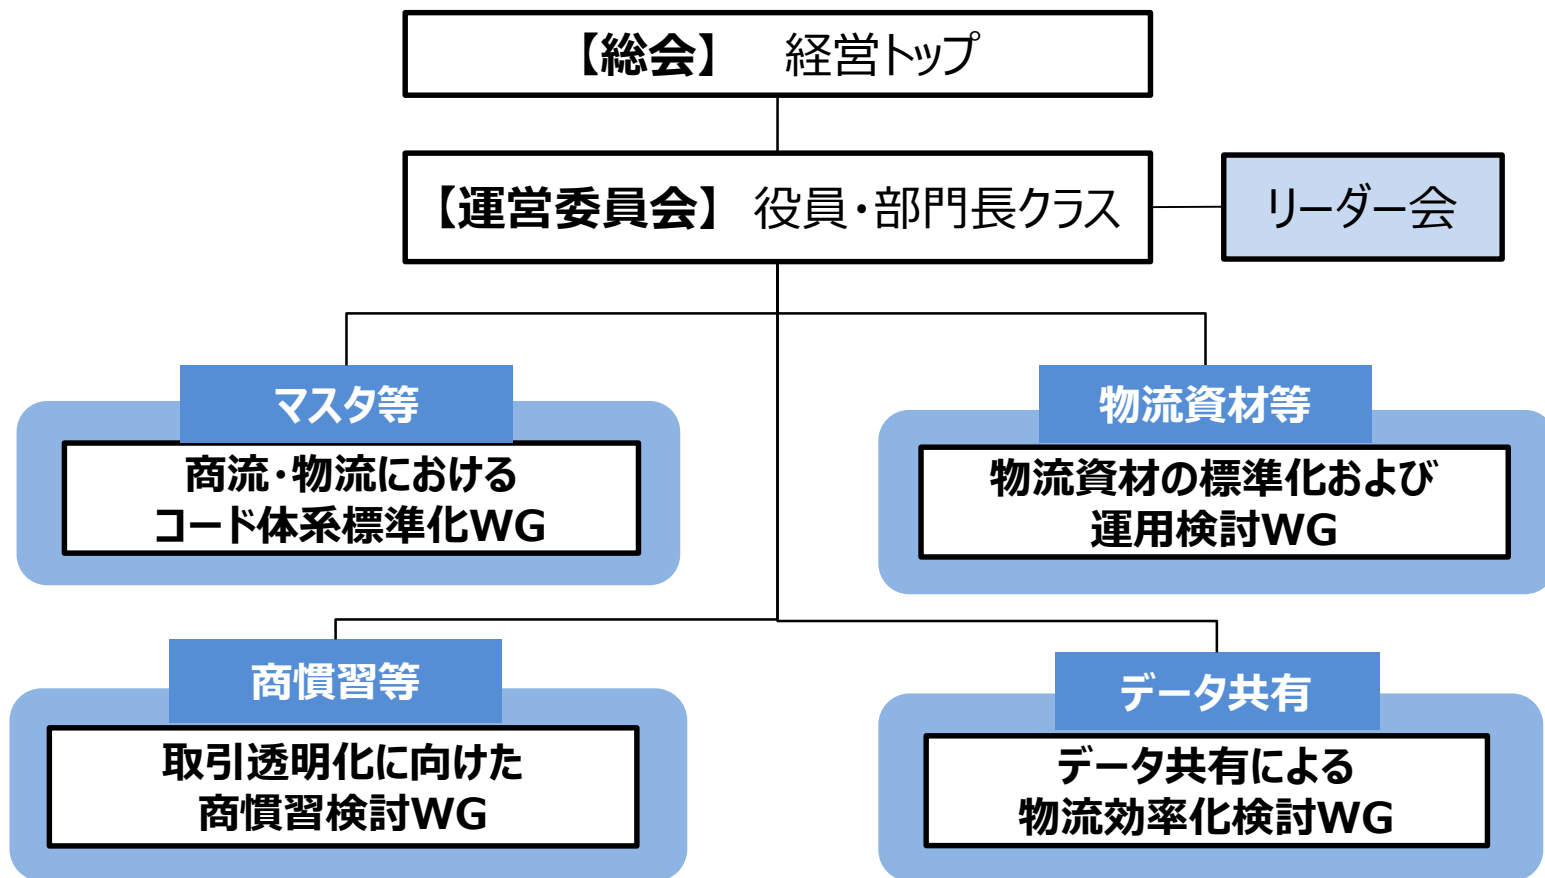 【総会】　経営トップ
【運営委員会】 役員・部門長クラス
リーダー会
マスタ等
商流・物流における
コード体系標準化WG
物流資材等
物流資材の標準化および
運用検討WG
商慣習等
取引透明化に向けた
商慣習検討WG
データ共有
データ共有による
物流効率化検討WG